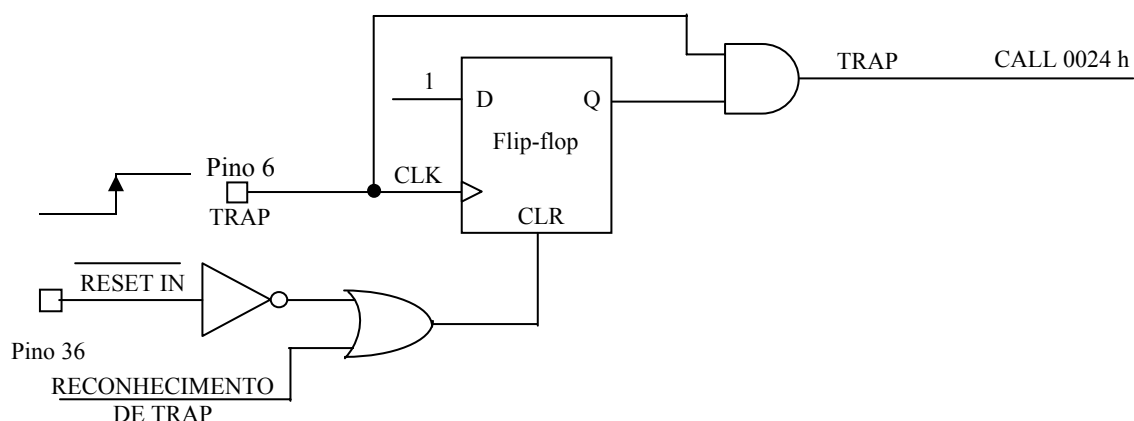 TRAP
CALL 0024 h
1
D
Q
Flip-flop
Pino 6
CLK
TRAP
CLR
RESET IN
Pino 36
RECONHECIMENTO
DE TRAP